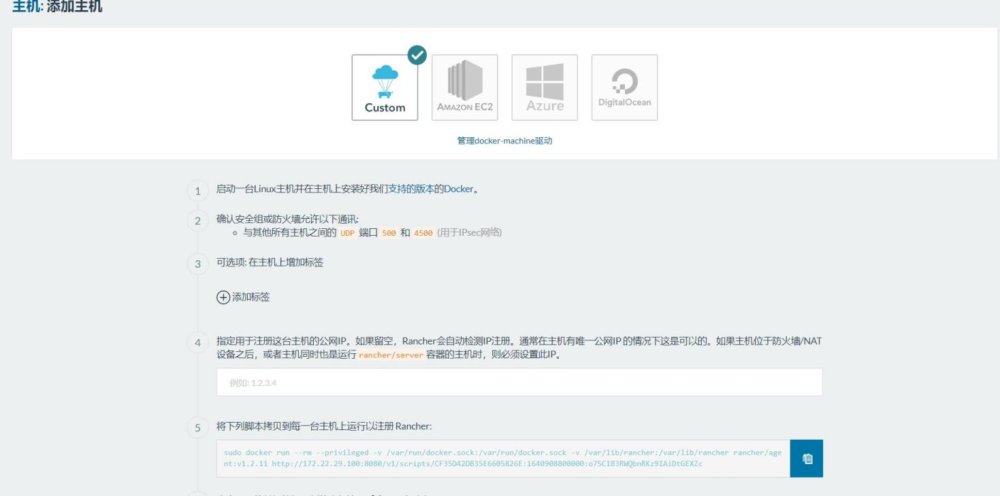 主机: 添加主机
Custom
AMAZON EC2
Azure
DigitalOcean
管理docker-machine驱动
1
启动一台Linux主机并在主机上安装好我们支持的版本的Docker。
2
确认安全组或防火墙允许以下通讯:
与其他所有主机之间的 UDP 端口 500 和 4500 (用于IPsec网络)
3
可选项: 在主机上增加标签
添加标签
4
指定用于注册这台主机的公网IP。如果留空，Rancher会自动检测IP注册。通常在主机有唯一公网IP 的情况下这是可以的。如果主机位于防火墙/NAT
设备之后，或者主机同时也是运行 rancher/server 容器的主机时，则必须设置此IP。
例如: 1.2.3.4
5
将下列脚本拷贝到每一台主机上运行以注册 Rancher:
sudo docker run --rm --privileged -v /var/run/docker.sock:/var/run/docker.sock -v /var/lib/rancher:/var/lib/rancher rancher/age
nt:v1.2.11 http://172.22.29.100:8080/v1/scripts/CF35D42DB35E6605826E:1640908800000:o7SC1B3RWQbnRKz9IAiDtGEXZc